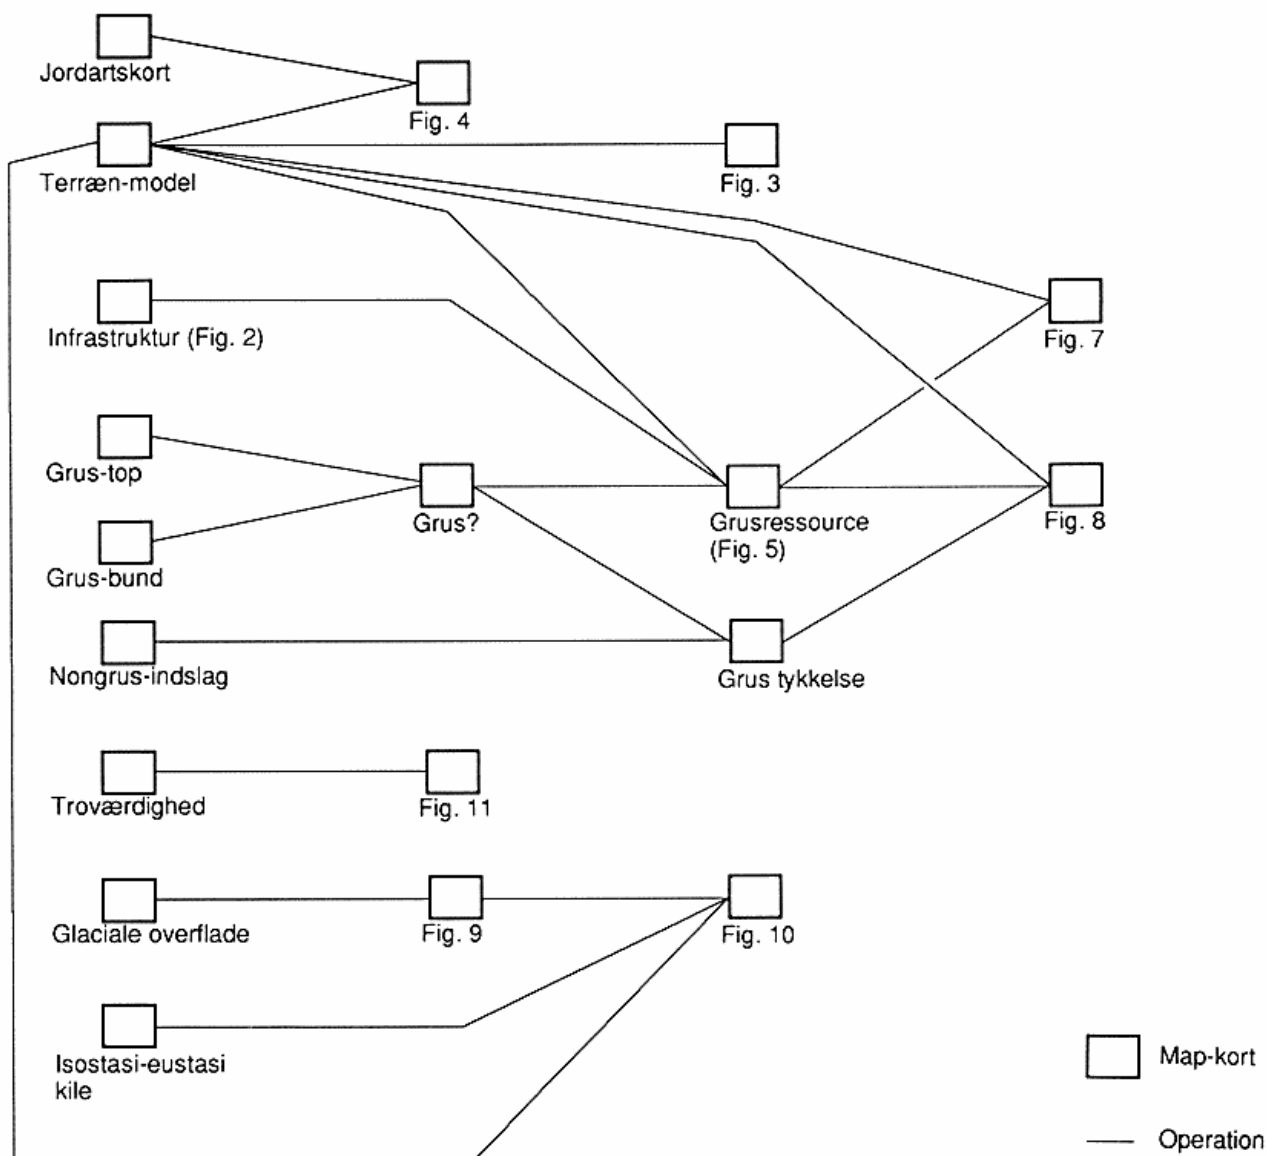 Jordartskort
Fig. 4
Terræn-model
Fig. 3
Infrastruktur (Fig. 2)
Fig. 7
Grus-top
Grus?
Grusressource
(Fig. 5)
Fig. 8
Grus-bund
Nongrus-indslag
Grus tykkelse
Troværdighed
Fig. 11
Glaciale overflade
Fig. 9
Fig. 10
Isostasi-eustasi
kile
Map-kort
Operation